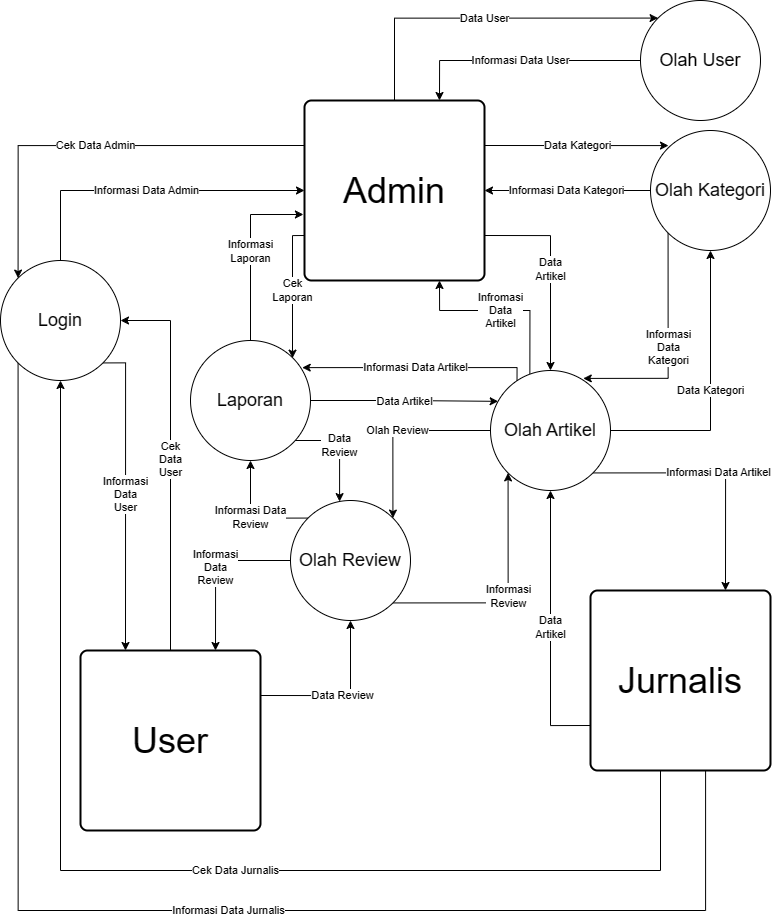 Data User
Informasi Data User
Olah User
Cek Data Admin
Data Kategori
Admin
Informasi Data Admin
Informasi Data Kategori
Olah Kategori
Informasi
Laporan
Data
Artikel
Cek
Laporan
Infromasi
Data
Artikel
Login
Informasi
Data
Kategori
Informasi Data Artikel
Data Kategori
Laporan
Data Artikel
Olah Review
Olah Artikel
Data
Review
Cek
Data
User
Informasi Data Artikel
Informasi
Data
User
Informasi Data
Review
Informasi
Data
Review
Olah Review
Informasi
Review
Data
Artikel
Jurnalis
Data Review
User
Cek Data Jurnalis
Informasi Data Jurnalis